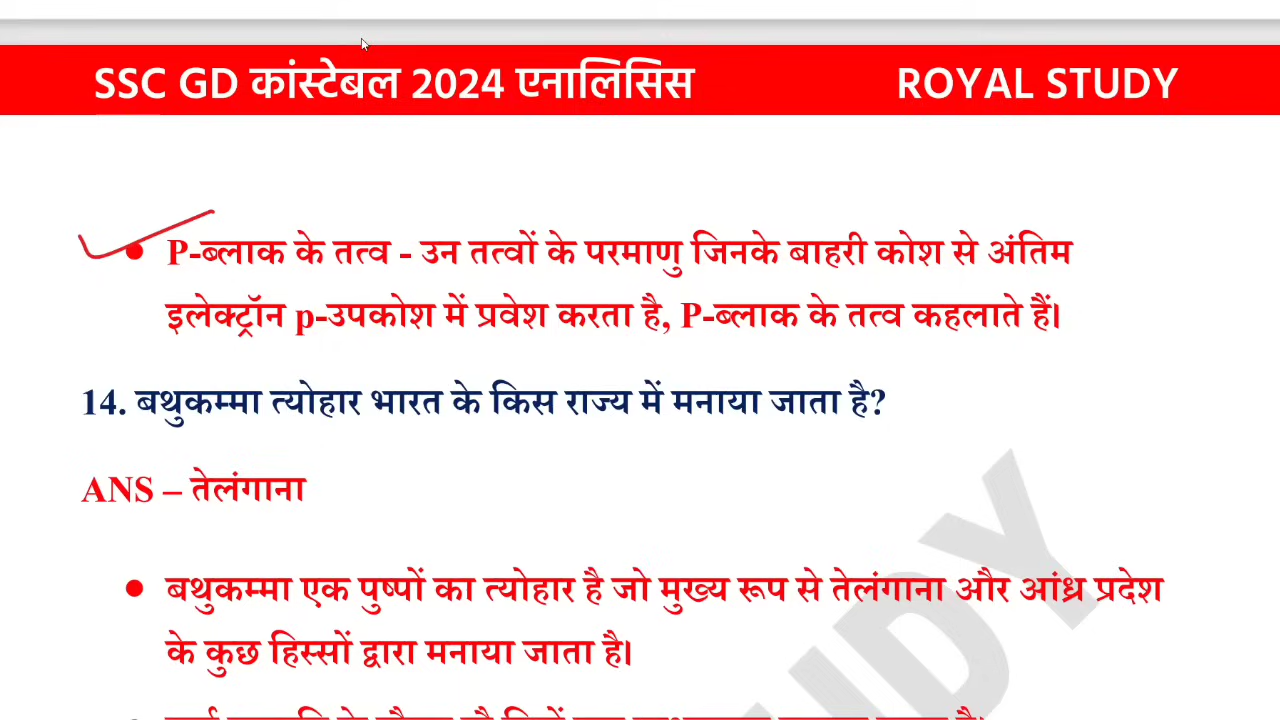 SSC GD कांस्टेबल 2024 एनालिसिस ROYAL STUDY
• P-ब्लाक के तत्व - उन तत्वों के परमाणु जिनके बाहरी कोश से अंतिम
इलेक्ट्रॉन p-उपकोश में प्रवेश करता है, P-ब्लाक के तत्व कहलाते हैं।
14. बथुकम्मा त्योहार भारत के किस राज्य में मनाया जाता है?
ANS – तेलंगाना
• बथुकम्मा एक पुष्पों का त्योहार है जो मुख्य रूप से तेलंगाना और आंध्र प्रदेश
के कुछ हिस्सों द्वारा मनाया जाता है।